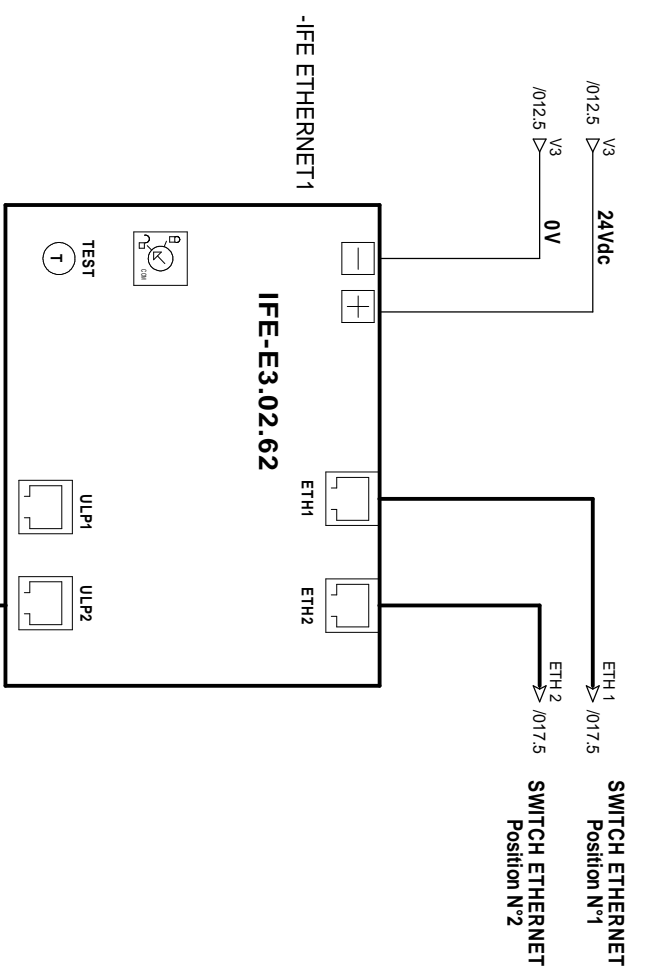 /012.5 V3
24Vdc
/012.5 V3
0V
ETH 1
/017.5
SWITCH ETHERNET
Position N°1
ETH 2
/017.5
SWITCH ETHERNET
Position N°2
-IFE ETHERNET1
IFE-E3.02.62
ETH1
ETH2
COM
TEST
T
ULP1
ULP2